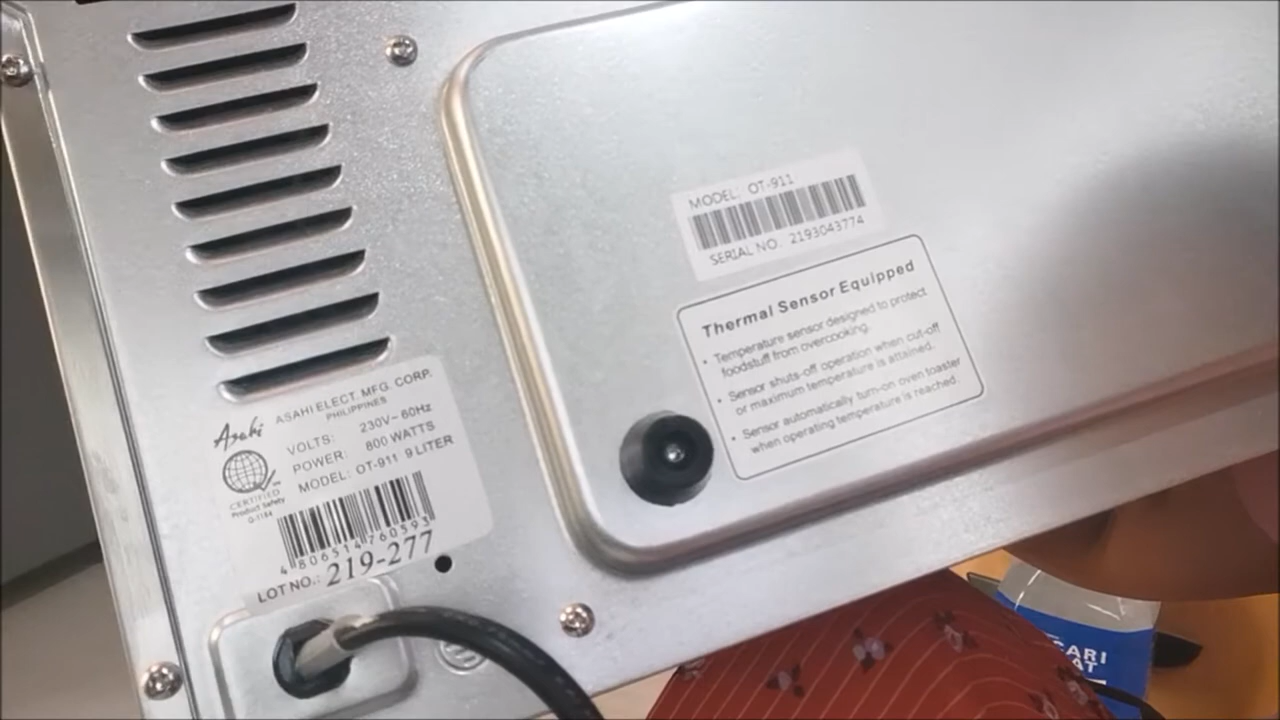 MODEL: OT-911
SERIAL NO. 2193043774
Thermal Sensor Equipped
• Temperature sensor designed to protect
foodstuff from overcooking.
• Sensor shuts-off operation when cut-off
or maximum temperature is attained.
• Sensor automatically turn-on oven toaster
when operating temperature is reached.
Asahi ASAHI ELECT. MFG. CORP.
PHILIPPINES
VOLTS: 230V~60Hz
POWER: 800 WATTS
MODEL: OT-911 9 LITER
CERTIFIED
Product Safety
Q-1184
4 806514 760593
LOT NO.: 219-277
CARI
AT